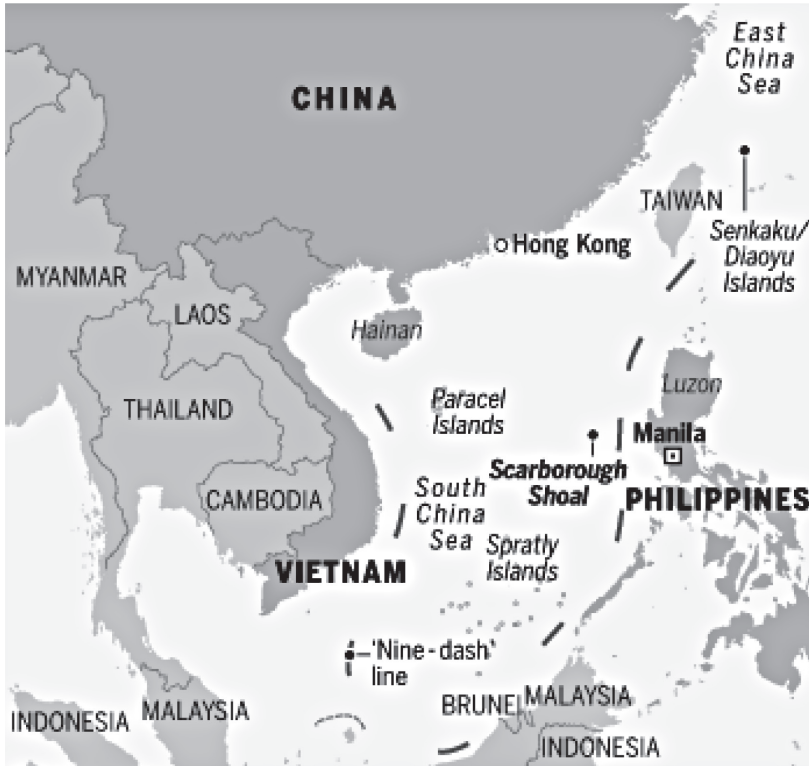 East
China
Sea
CHINA
TAIWAN
Senkaku/
Diaoyu
Islands
Hong Kong
MYANMAR
LAOS
Hainan
Luzon
THAILAND
Paracel
Islands
Manila
Scarborough
Shoal
CAMBODIA
South
China
Sea
PHILIPPINES
Spratly
Islands
VIETNAM
'Nine-dash'
line
BRUNEI
MALAYSIA
INDONESIA
MALAYSIA
INDONESIA